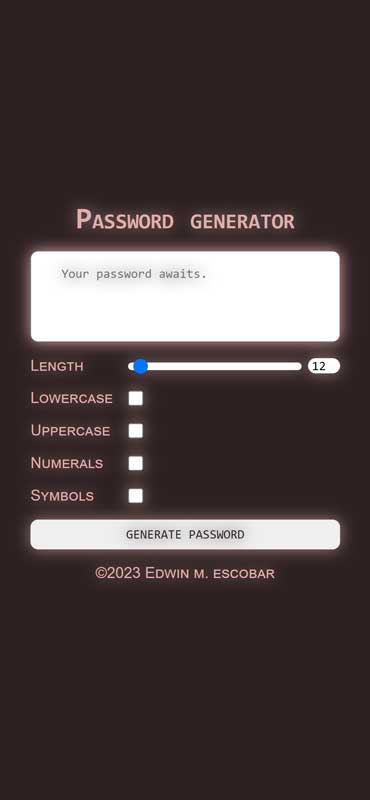 Password generator
Your password awaits.
Length 12
Lowercase
Uppercase
Numerals
Symbols
GENERATE PASSWORD
©2023 Edwin m. escobar